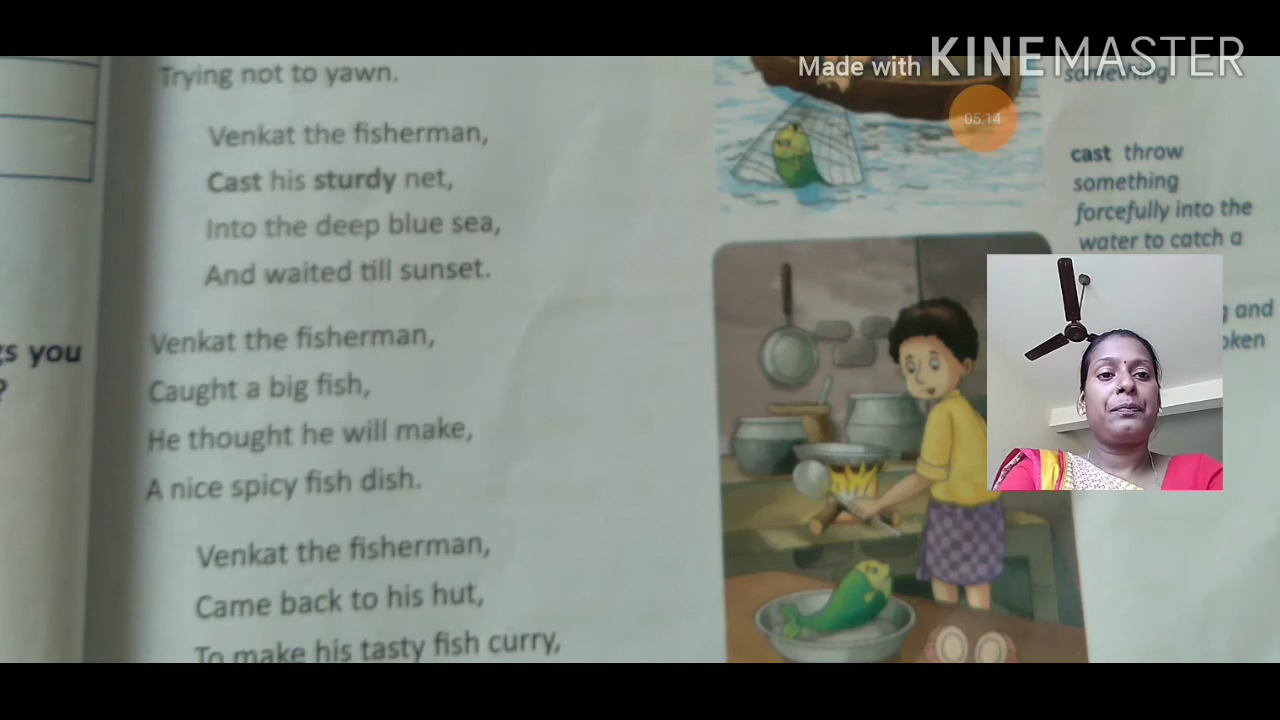 Made with KINEMASTER
05:14
Trying not to yawn.
Venkat the fisherman,
Cast his sturdy net,
Into the deep blue sea,
And waited till sunset.
Venkat the fisherman,
Caught a big fish,
He thought he will make,
A nice spicy fish dish.
Venkat the fisherman,
Came back to his hut,
To make his tasty fish curry,
something
cast throw
something
forcefully into the
water to catch a
and
gs you
?